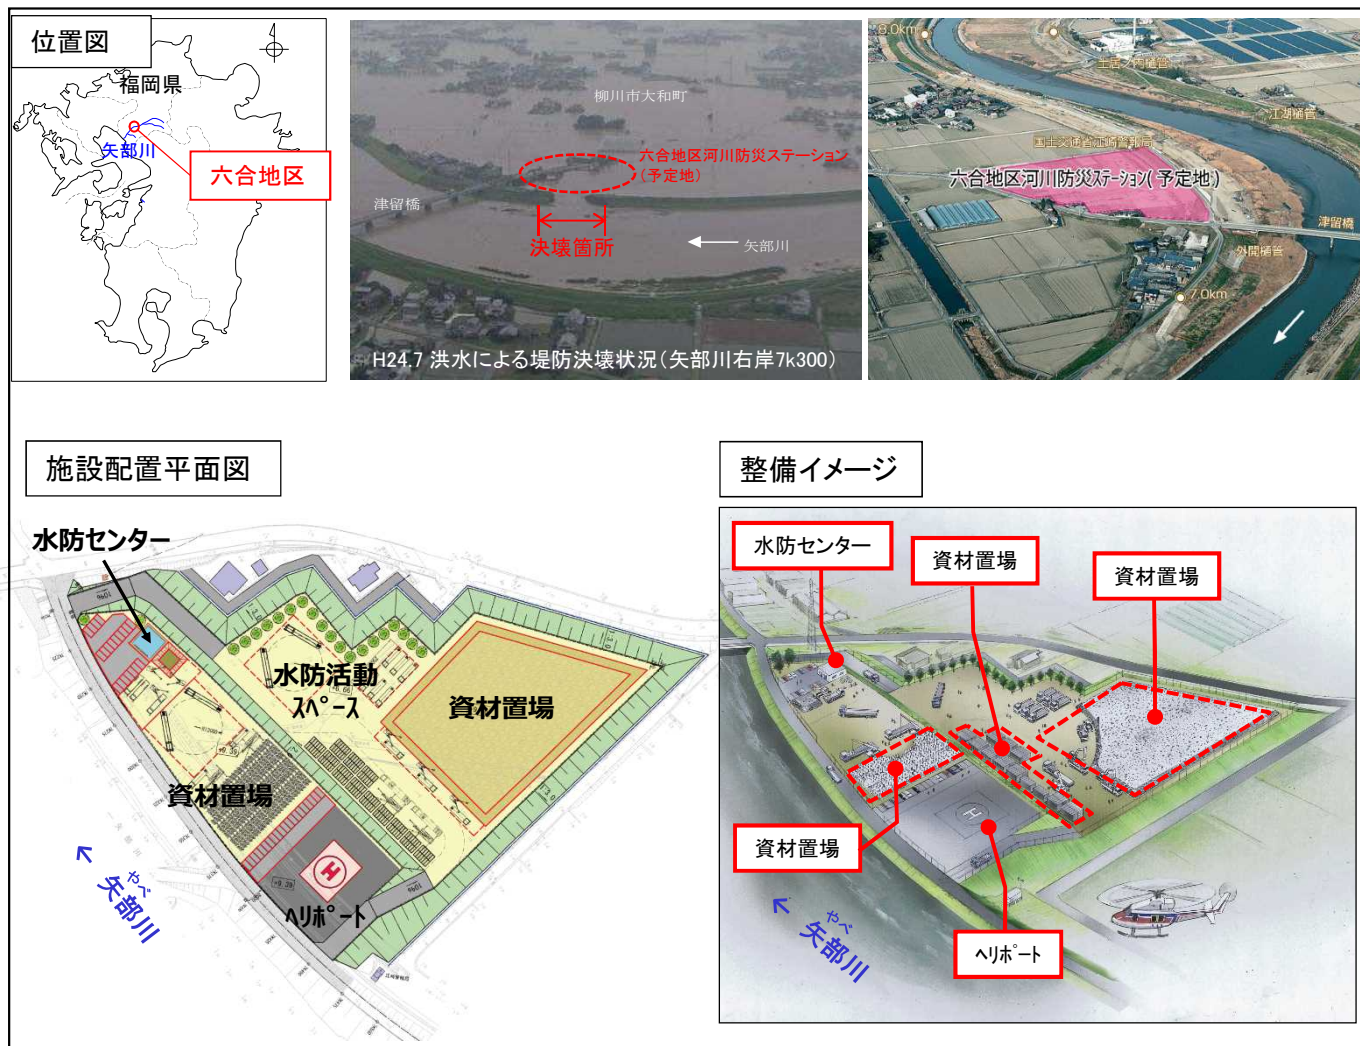 位置図
福岡県
矢部川
六合地区
柳川市大和町
六合地区河川防災ステーション
(予定地)
津留橋
決壊箇所
矢部川
H24.7 洪水による堤防決壊状況(矢部川右岸7k300)
8.0km
土居ノ内樋管
江湖樋管
国土交通省江崎警報局
六合地区河川防災ステーション(予定地)
津留橋
外開樋管
7.0km
施設配置平面図
水防センター
水防活動
スペース
資材置場
資材置場
H
ヘリポート
やべ
矢部川
整備イメージ
水防センター
資材置場
資材置場
資材置場
H
ヘリポート
やべ
矢部川